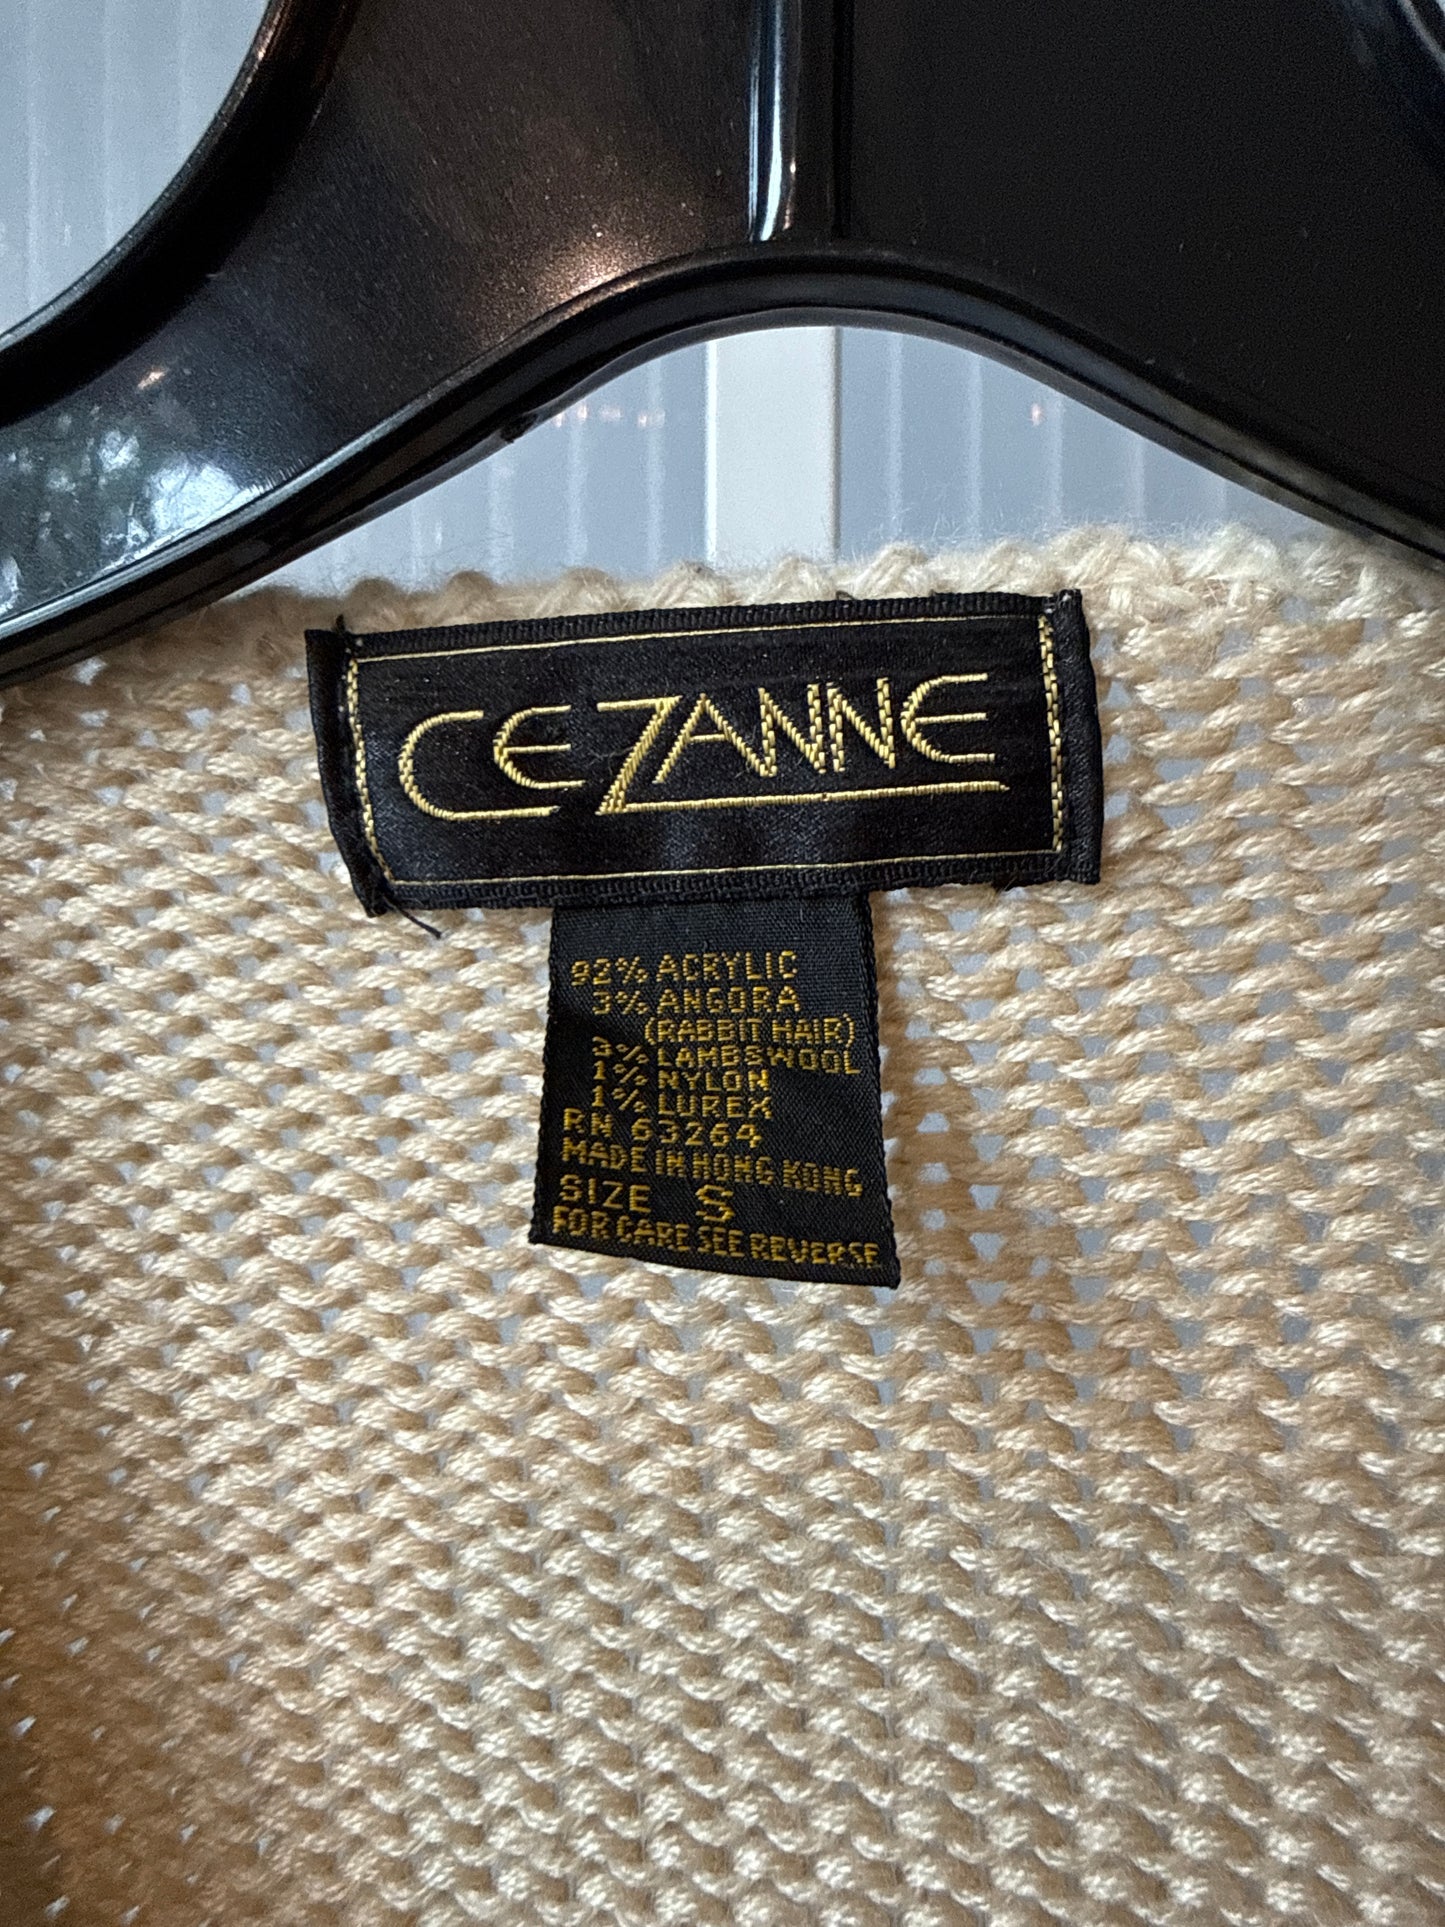 CEZANNE
92% ACRYLIC
3% ANGORA
(RABBIT HAIR)
3% LAMBSWOOL
1% NYLON
1% LUREX
RN 63264
MADE IN HONG KONG
SIZE S
FOR CARE SEE REVERSE